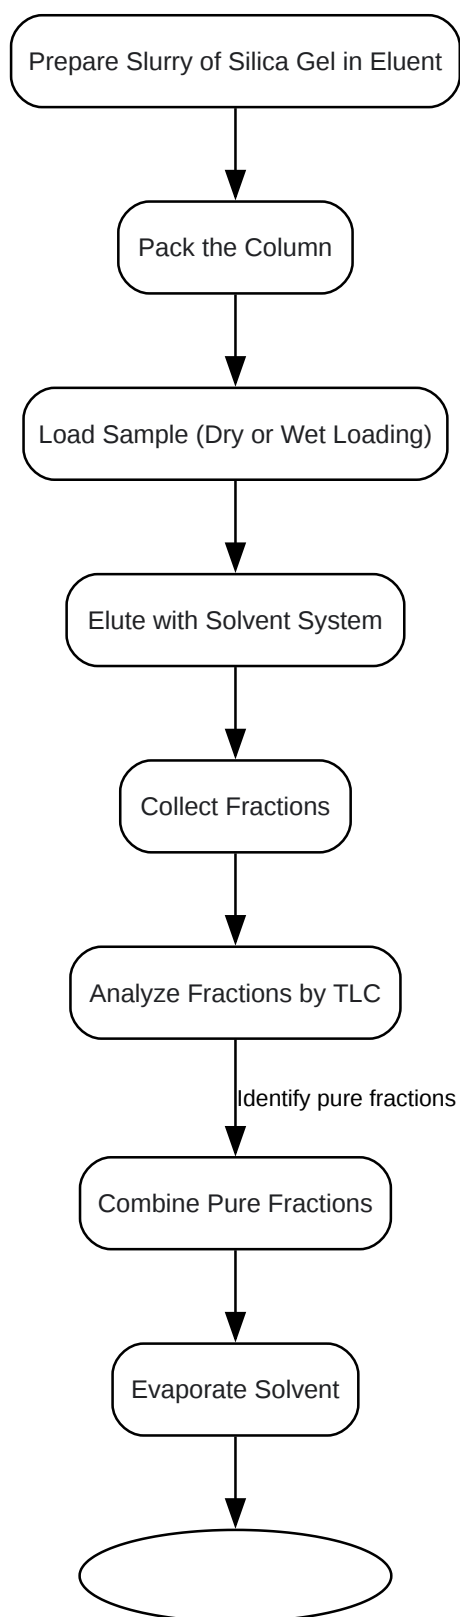 Prepare Slurry of Silica Gel in Eluent
Pack the Column
Load Sample (Dry or Wet Loading)
Elute with Solvent System
Collect Fractions
Analyze Fractions by TLC
Identify pure fractions
Combine Pure Fractions
Evaporate Solvent